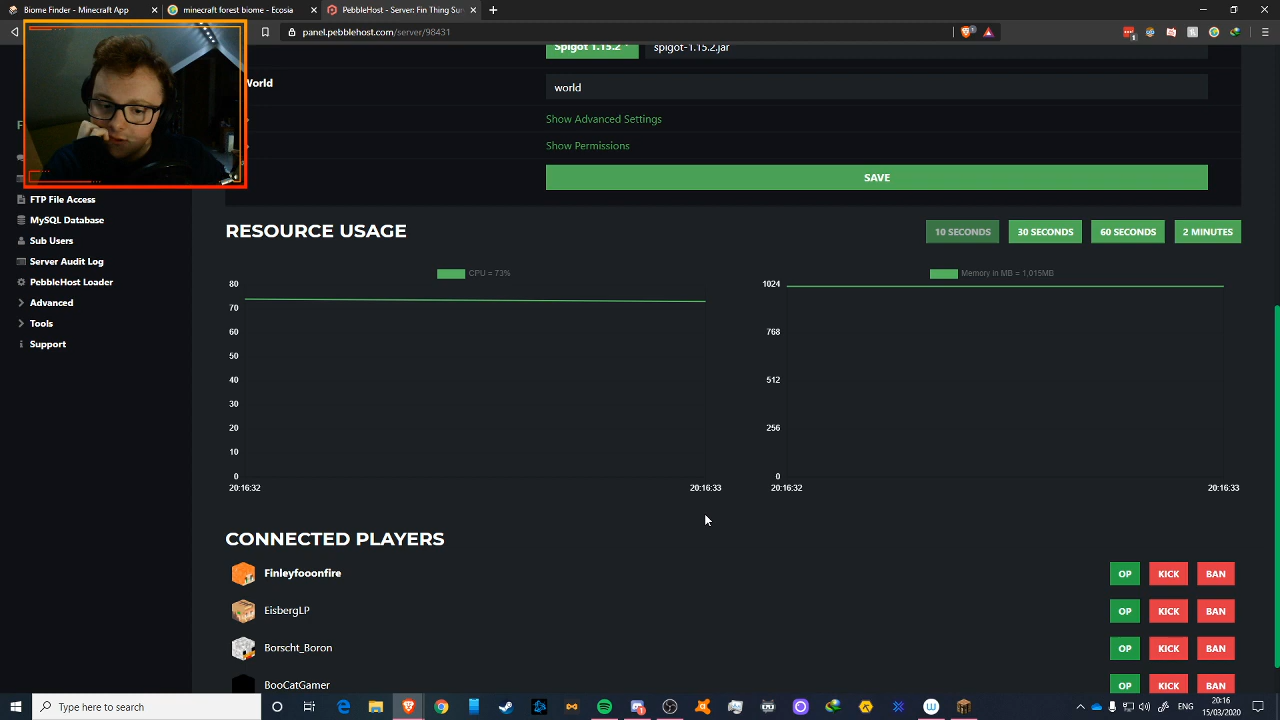 Biome Finder - Minecraft App
minecraft forest biome - Ecosia
PebbleHost - Server: Fin Thing Sur
panel.pebblehost.com/server/98431
Spigot 1.15.2
spigot-1.15.2.jar
World
world
Show Advanced Settings
Show Permissions
SAVE
FTP File Access
MySQL Database
Sub Users
Server Audit Log
PebbleHost Loader
Advanced
Tools
Support
RESOURCE USAGE
10 SECONDS
30 SECONDS
60 SECONDS
2 MINUTES
CPU = 73%
80
70
60
50
40
30
20
10
0
20:16:32
20:16:33
Memory in MB = 1,015MB
1024
768
512
256
0
20:16:32
20:16:33
CONNECTED PLAYERS
Finleyfooonfire
OP
KICK
BAN
EisbergLP
OP
KICK
BAN
Borscht_Boron
OP
KICK
BAN
BooCatGamer
OP
KICK
BAN
Type here to search
ENG
20:16
15/03/2020